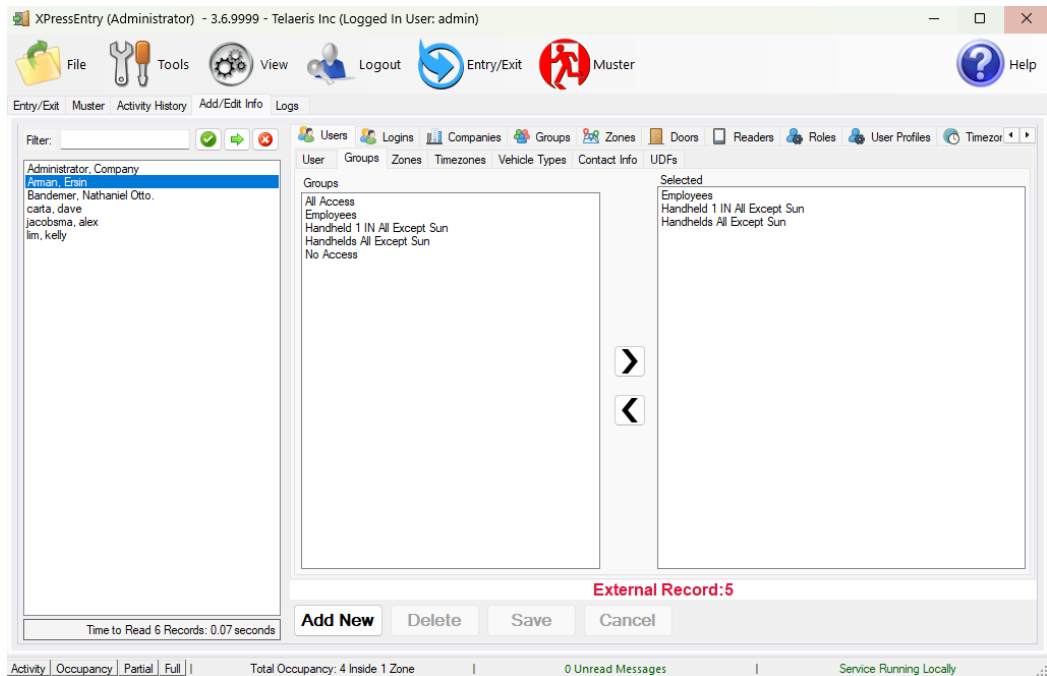 XPressEntry (Administrator) - 3.6.9999 - Telaeris Inc (Logged In User: admin)
File Tools View Logout Entry/Exit Muster Help
Entry/Exit Muster Activity History Add/Edit Info Logs
Filter:
Administrator, Company
Arman, Ersin
Bandemer, Nathaniel Otto.
carta, dave
jacobsma, alex
lim, kelly
Time to Read 6 Records: 0.07 seconds
Users Logins Companies Groups Zones Doors Readers Roles User Profiles Timezor
User Groups Zones Timezones Vehicle Types Contact Info UDFs
Groups
All Access
Employees
Handheld 1 IN All Except Sun
Handhelds All Except Sun
No Access
Selected
Employees
Handheld 1 IN All Except Sun
Handhelds All Except Sun
External Record:5
Add New Delete Save Cancel
Activity Occupancy Partial Full | Total Occupancy: 4 Inside 1 Zone | 0 Unread Messages | Service Running Locally